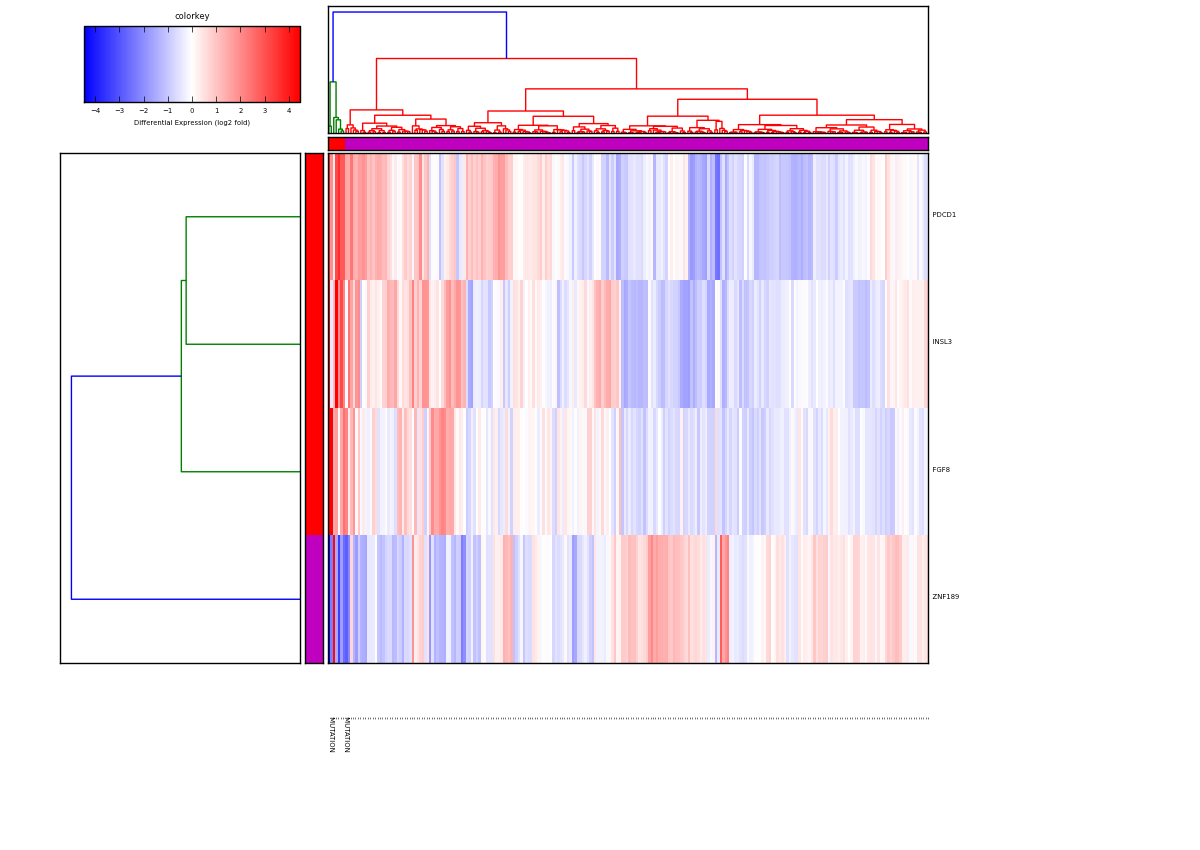 colorkey
−4 −3 −2 −1 0 1 2 3 4
Differential Expression (log2 fold)
PDCD1
INSL3
FGF8
ZNF189
MUTATION
MUTATION